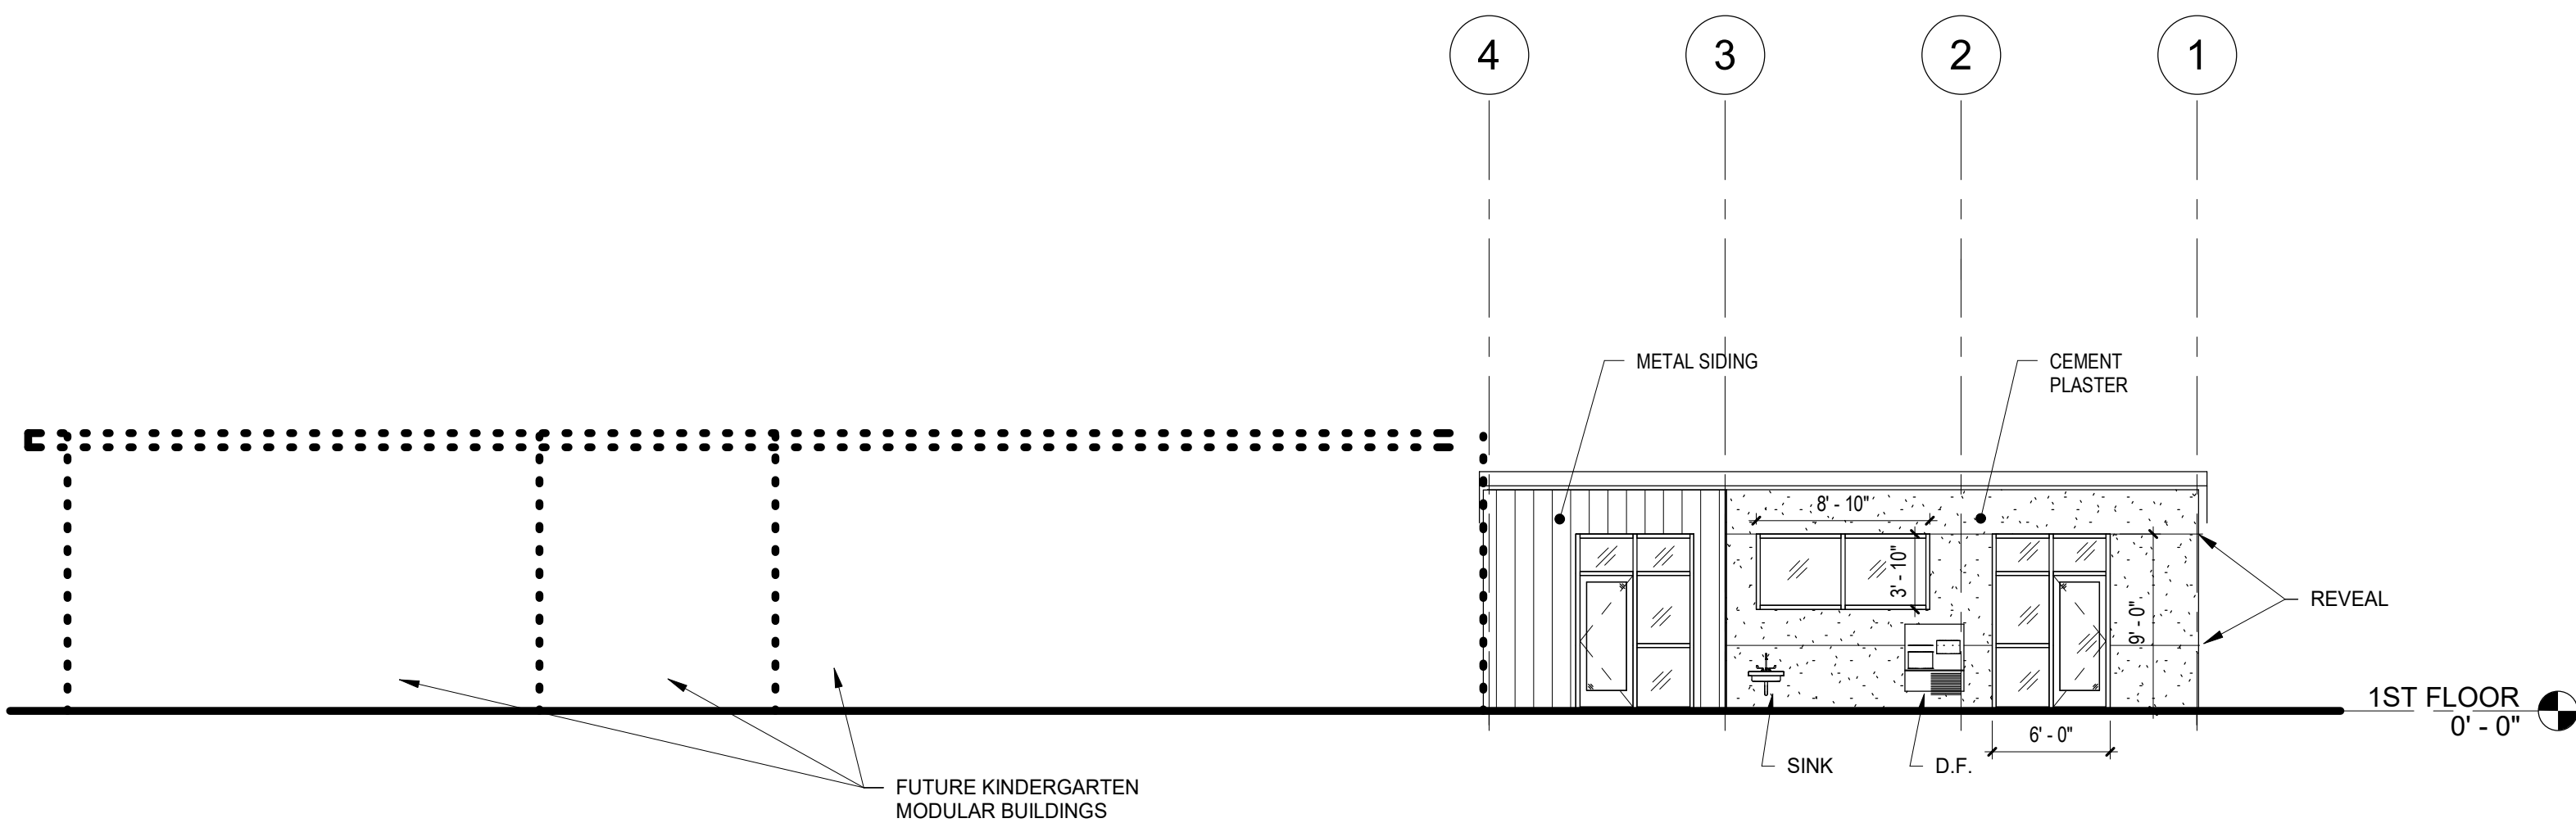 4
3
2
1
METAL SIDING
CEMENT
PLASTER
8' - 10"
3' - 10"
9' - 0"
REVEAL
1ST FLOOR
0' - 0"
6' - 0"
SINK
D.F.
FUTURE KINDERGARTEN
MODULAR BUILDINGS